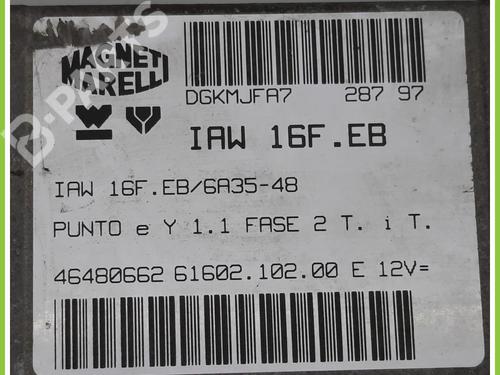 MAGNETI
MARELLI
DGKMJFA7 287 97
IAW 16F.EB
IAW 16F.EB/6A35-48
PUNTO e Y 1.1 FASE 2 T. i T.
46480662 61602.102.00 E 12V=
B-PARTS